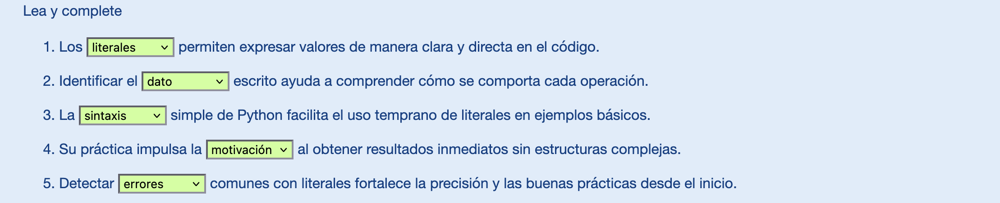 Lea y complete
1. Los literales permiten expresar valores de manera clara y directa en el código.
2. Identificar el dato escrito ayuda a comprender cómo se comporta cada operación.
3. La sintaxis simple de Python facilita el uso temprano de literales en ejemplos básicos.
4. Su práctica impulsa la motivación al obtener resultados inmediatos sin estructuras complejas.
5. Detectar errores comunes con literales fortalece la precisión y las buenas prácticas desde el inicio.